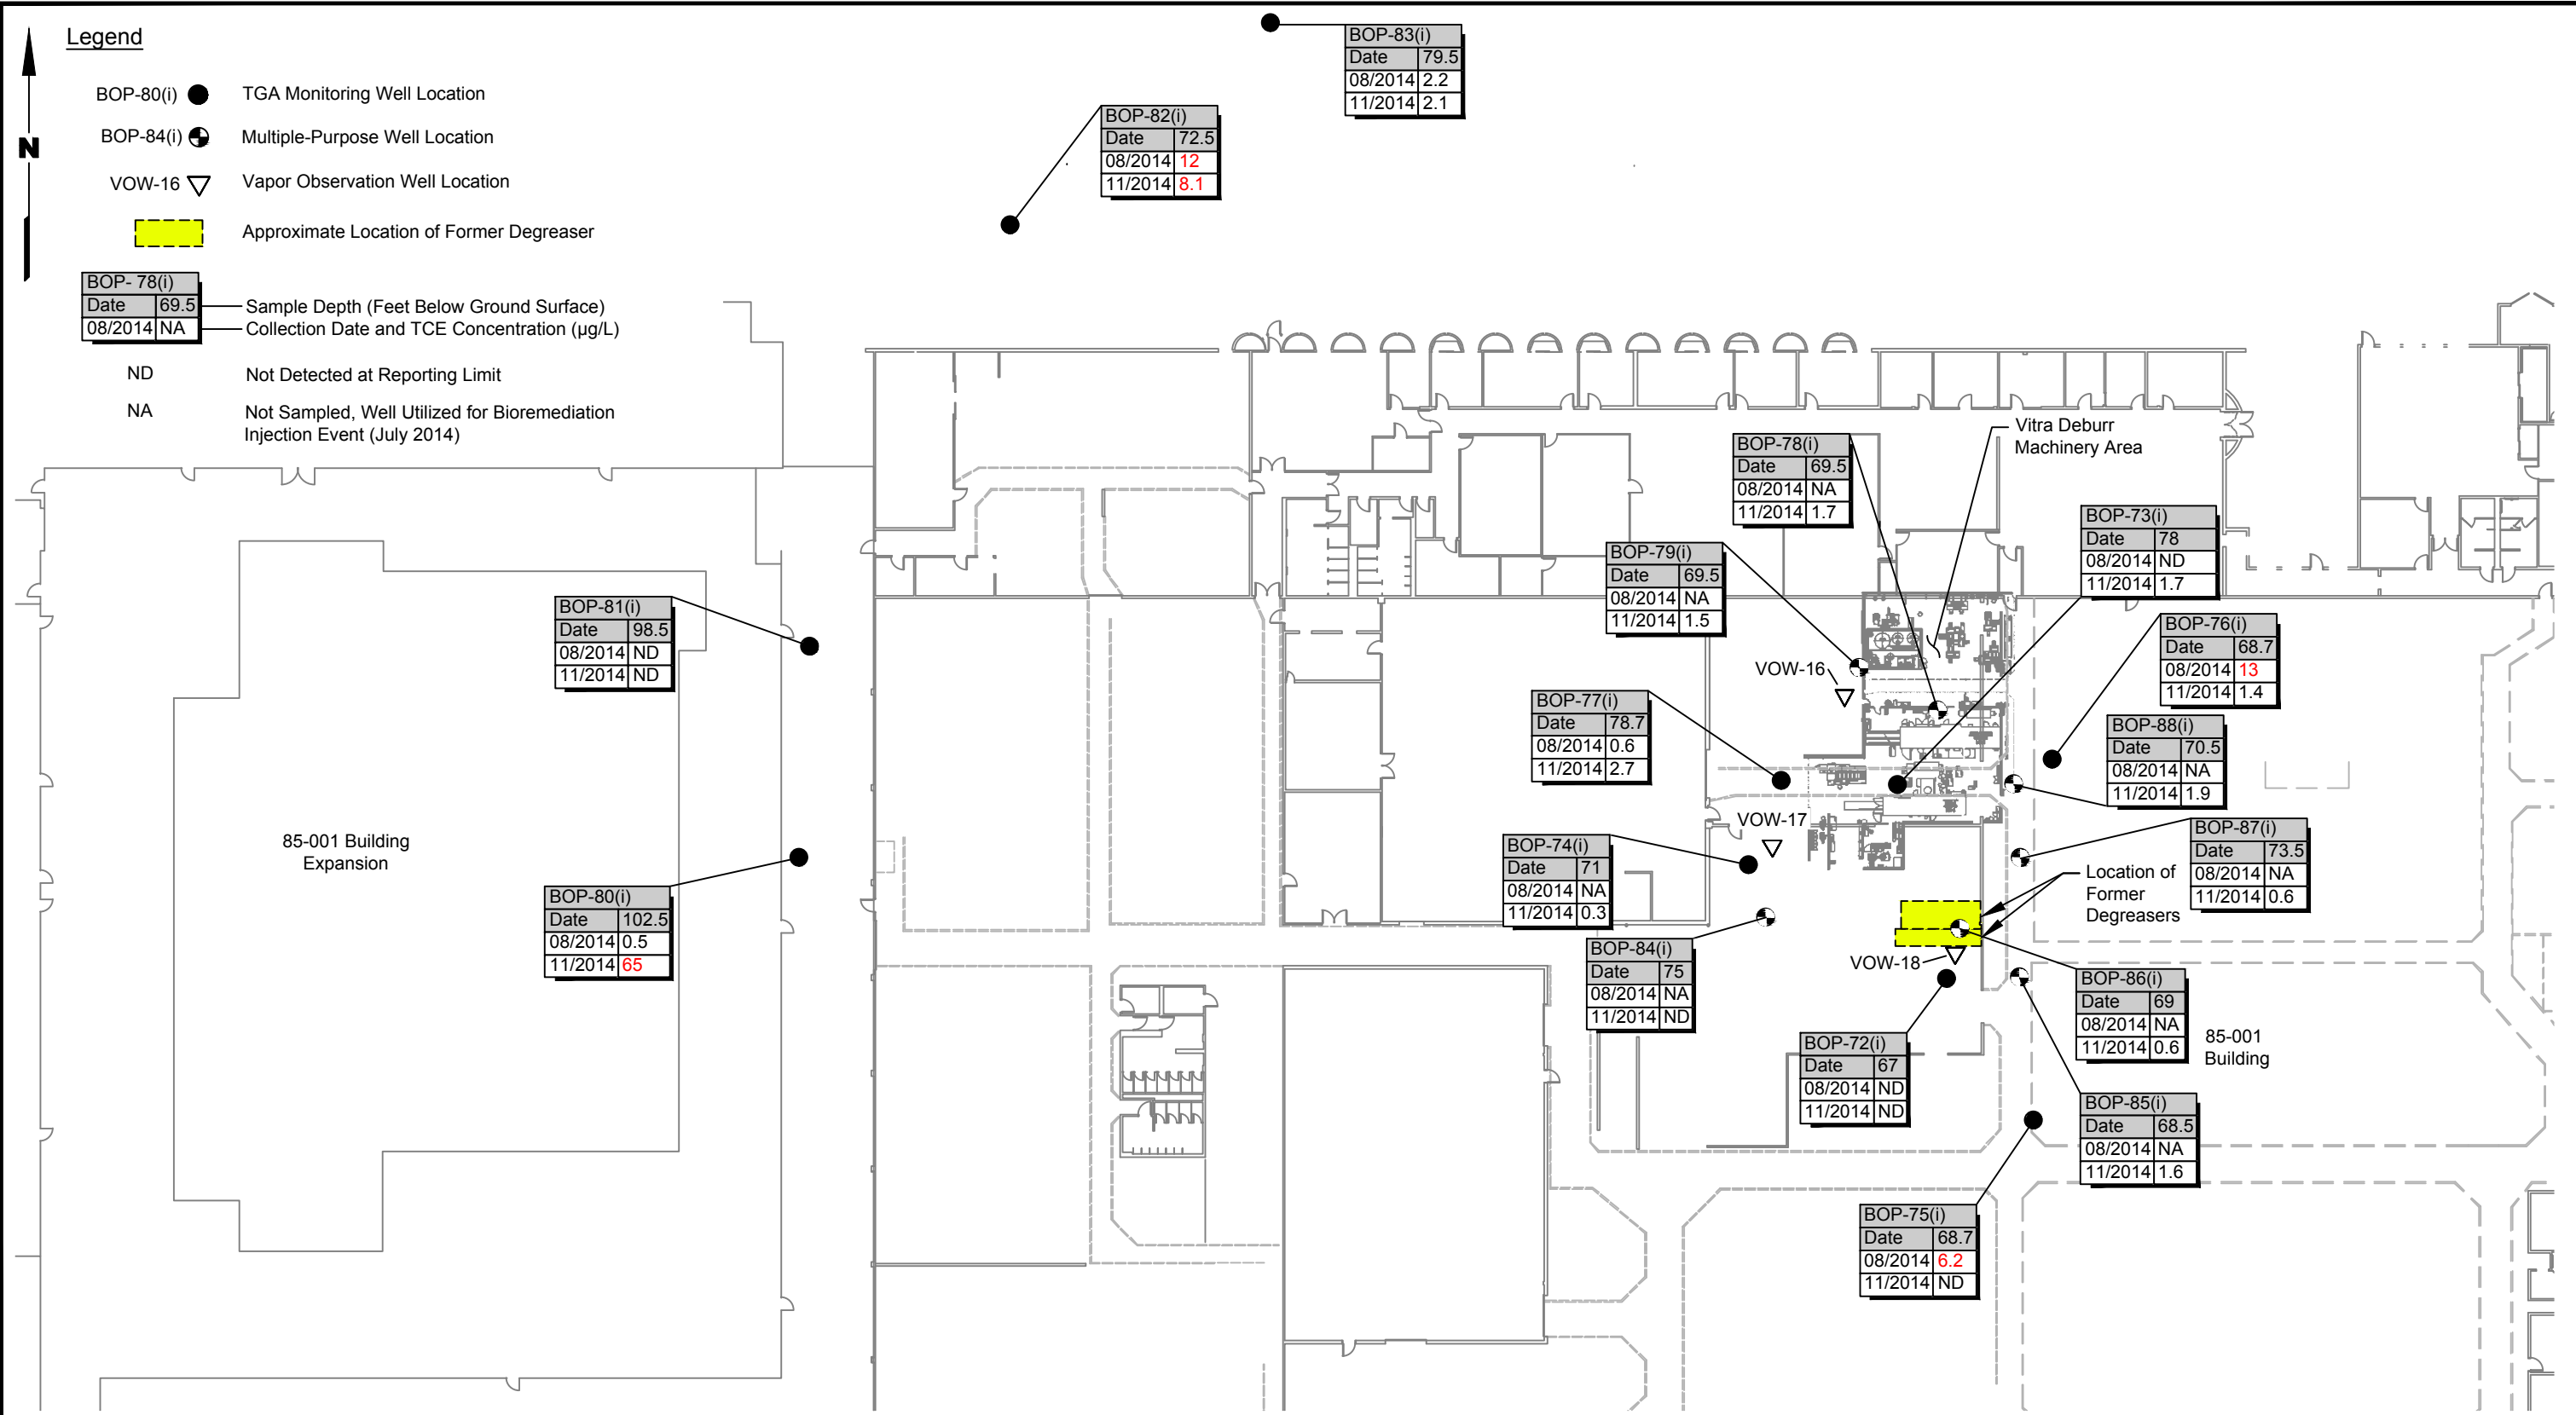 Legend
N
BOP-80(i) TGA Monitoring Well Location
BOP-84(i) Multiple-Purpose Well Location
VOW-16 Vapor Observation Well Location
Approximate Location of Former Degreaser
BOP- 78(i)
Date 69.5 Sample Depth (Feet Below Ground Surface)
08/2014 NA Collection Date and TCE Concentration (µg/L)
ND Not Detected at Reporting Limit
NA Not Sampled, Well Utilized for Bioremediation
Injection Event (July 2014)
BOP-83(i)
Date 79.5
08/2014 2.2
11/2014 2.1
BOP-82(i)
Date 72.5
08/2014 12
11/2014 8.1
BOP-78(i)
Date 69.5
08/2014 NA
11/2014 1.7
Vitra Deburr
Machinery Area
BOP-73(i)
Date 78
08/2014 ND
11/2014 1.7
BOP-79(i)
Date 69.5
08/2014 NA
11/2014 1.5
BOP-81(i)
Date 98.5
08/2014 ND
11/2014 ND
BOP-76(i)
Date 68.7
08/2014 13
11/2014 1.4
VOW-16
BOP-77(i)
Date 78.7
08/2014 0.6
11/2014 2.7
BOP-88(i)
Date 70.5
08/2014 NA
11/2014 1.9
VOW-17
85-001 Building
Expansion
BOP-74(i)
Date 71
08/2014 NA
11/2014 0.3
BOP-87(i)
Date 73.5
08/2014 NA
11/2014 0.6
Location of
Former
Degreasers
BOP-80(i)
Date 102.5
08/2014 0.5
11/2014 65
BOP-84(i)
Date 75
08/2014 NA
11/2014 ND
VOW-18
BOP-86(i)
Date 69
08/2014 NA
11/2014 0.6
85-001
Building
BOP-72(i)
Date 67
08/2014 ND
11/2014 ND
BOP-85(i)
Date 68.5
08/2014 NA
11/2014 1.6
BOP-75(i)
Date 68.7
08/2014 6.2
11/2014 ND